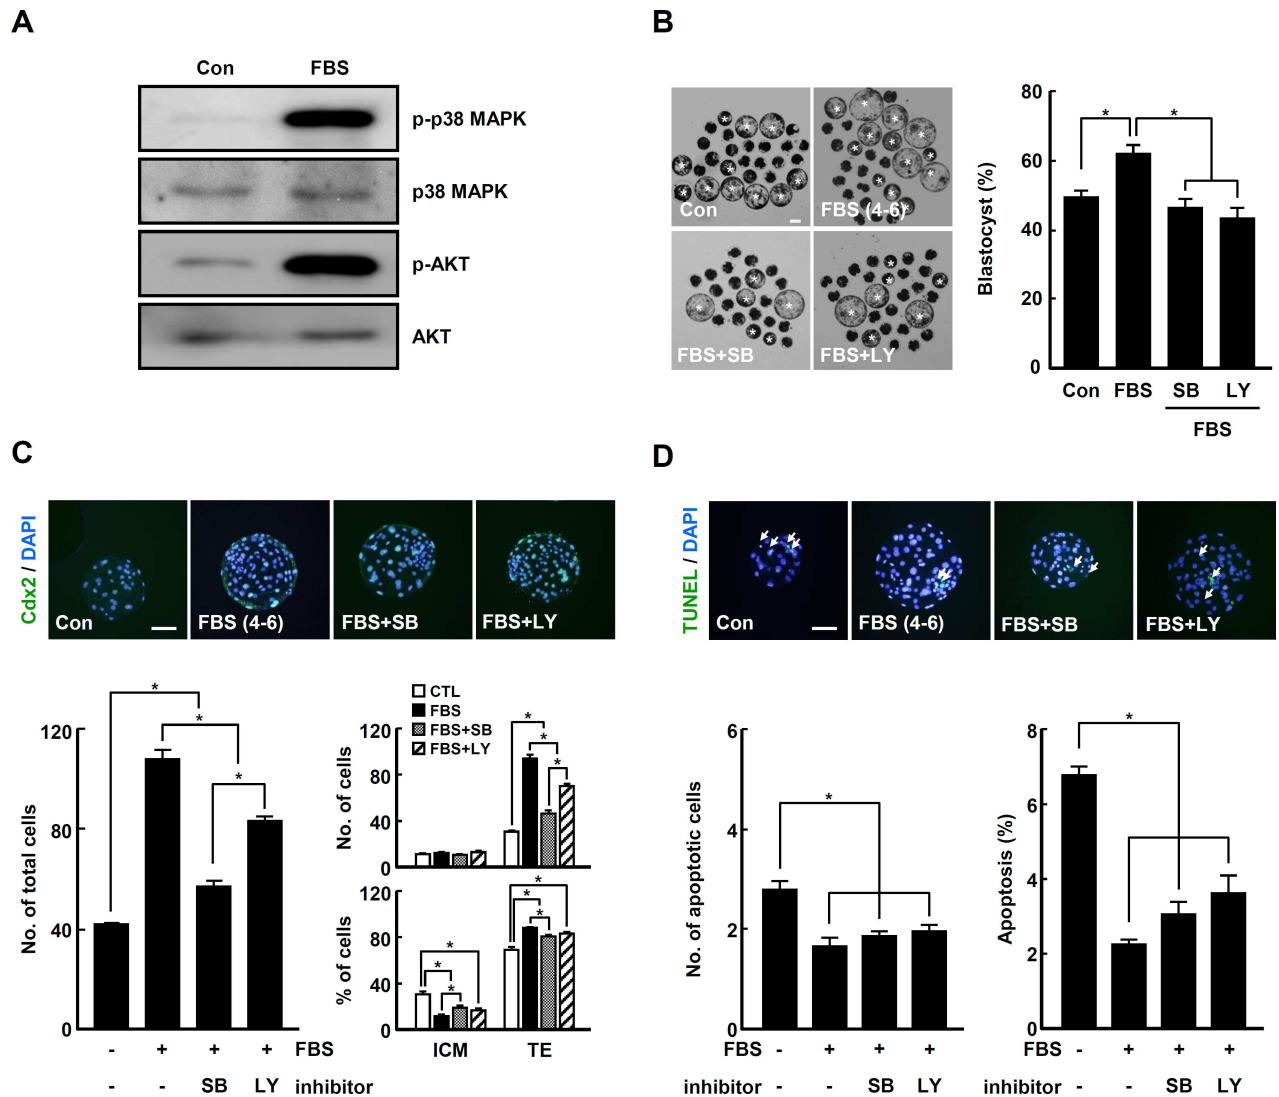 A
Con FBS
p-p38 MAPK
p38 MAPK
p-AKT
AKT
B
Con
FBS (4-6)
FBS+SB
FBS+LY
Blastocyst (%)
80
60
40
20
0
* *
Con FBS SB LY
FBS
C
Cdx2 / DAPI
Con
FBS (4-6)
FBS+SB
FBS+LY
No. of total cells
120
80
40
0
* * *
- + + + FBS
- - SB LY inhibitor
CTL
FBS
FBS+SB
FBS+LY
No. of cells
120
80
40
0
* * *
% of cells
120
80
40
0
* * *
* * *
ICM TE
D
TUNEL / DAPI
Con
FBS (4-6)
FBS+SB
FBS+LY
No. of apoptotic cells
6
4
2
0
*
FBS - + + +
inhibitor - - SB LY
Apoptosis (%)
8
6
4
2
0
*
FBS - + + +
inhibitor - - SB LY